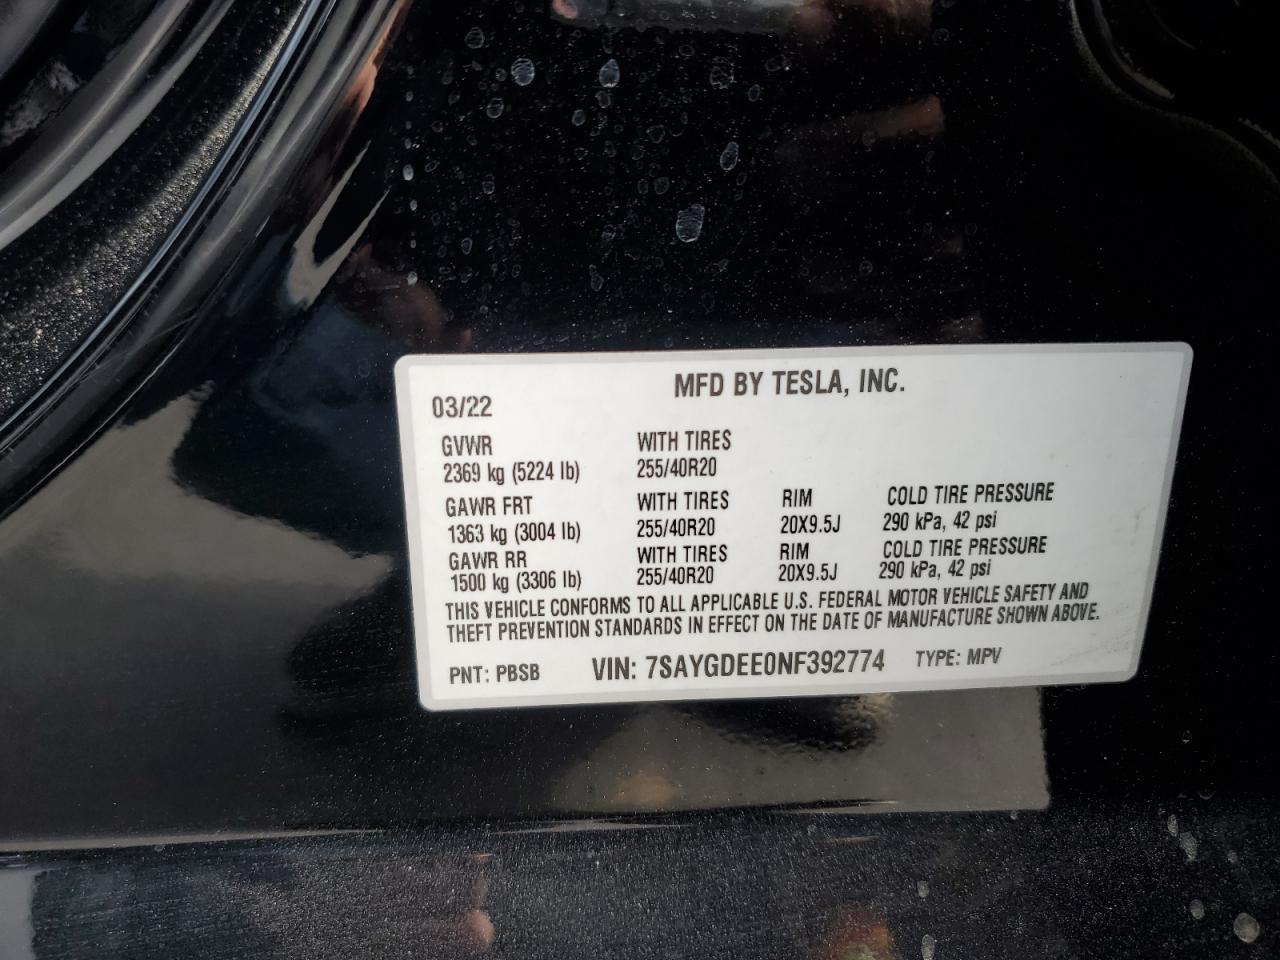 MFD BY TESLA, INC.
03/22
GVWR WITH TIRES
2369 kg (5224 lb) 255/40R20
GAWR FRT WITH TIRES RIM COLD TIRE PRESSURE
1363 kg (3004 lb) 255/40R20 20X9.5J 290 kPa, 42 psi
GAWR RR WITH TIRES RIM COLD TIRE PRESSURE
1500 kg (3306 lb) 255/40R20 20X9.5J 290 kPa, 42 psi
THIS VEHICLE CONFORMS TO ALL APPLICABLE U.S. FEDERAL MOTOR VEHICLE SAFETY AND
THEFT PREVENTION STANDARDS IN EFFECT ON THE DATE OF MANUFACTURE SHOWN ABOVE.
PNT: PBSB VIN: 7SAYGDEE0NF392774 TYPE: MPV